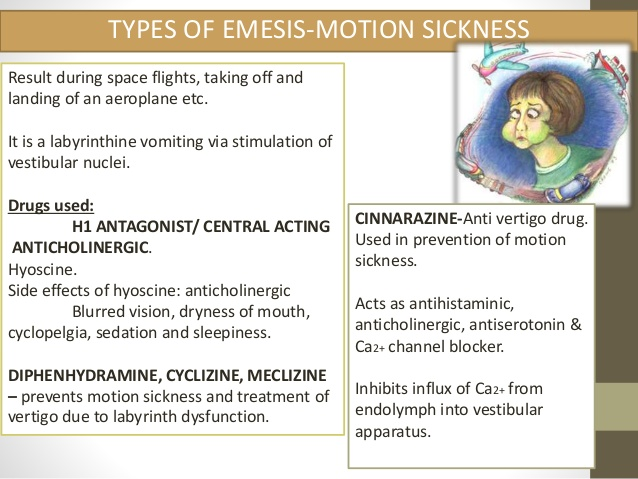 TYPES OF EMESIS-MOTION SICKNESS
Result during space flights, taking off and
landing of an aeroplane etc.
It is a labyrinthine vomiting via stimulation of
vestibular nuclei.
Drugs used:
H1 ANTAGONIST/ CENTRAL ACTING
ANTICHOLINERGIC.
Hyoscine.
Side effects of hyoscine: anticholinergic
Blurred vision, dryness of mouth,
cyclopelgia, sedation and sleepiness.
DIPHENHYDRAMINE, CYCLIZINE, MECLIZINE
– prevents motion sickness and treatment of
vertigo due to labyrinth dysfunction.
CINNARAZINE-Anti vertigo drug.
Used in prevention of motion
sickness.
Acts as antihistaminic,
anticholinergic, antiserotonin &
Ca2+ channel blocker.
Inhibits influx of Ca2+ from
endolymph into vestibular
apparatus.